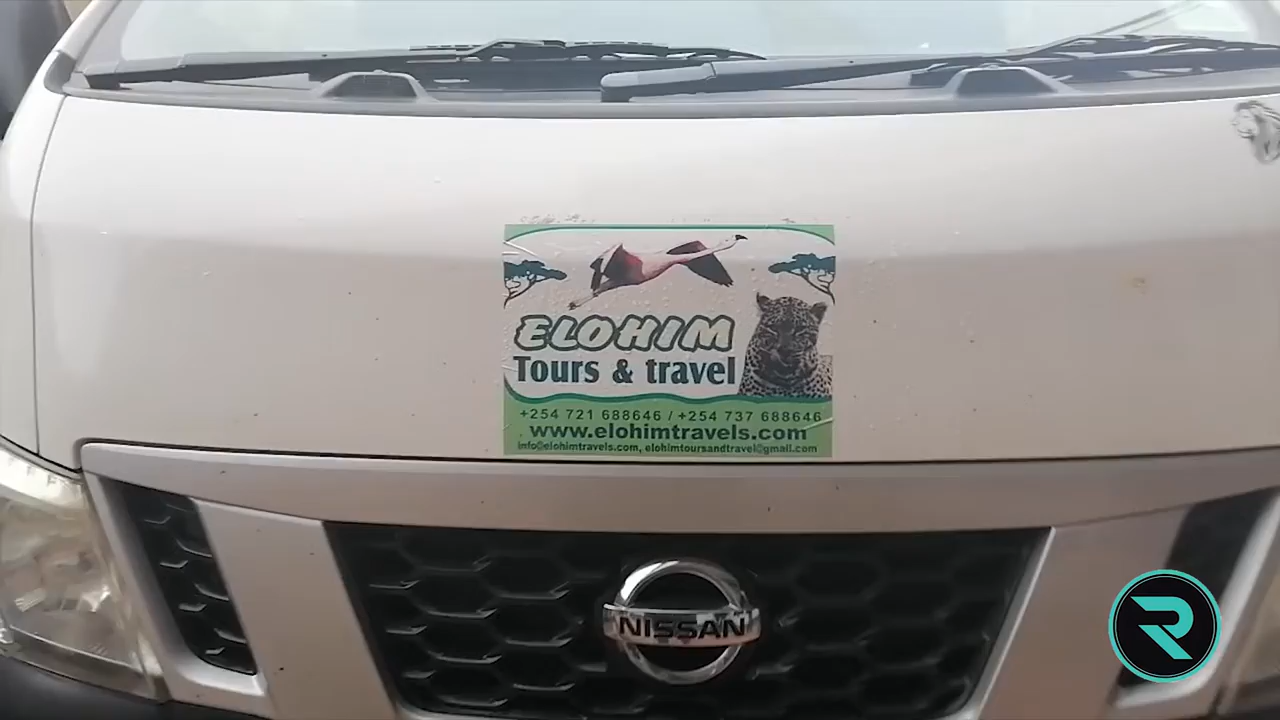 ELOHIM
Tours & travel
+254 721 688646 / +254 737 688646
www.elohimtravels.com
info@elohimtravels.com, elohimtoursandtravel@gmail.com
NISSAN
R